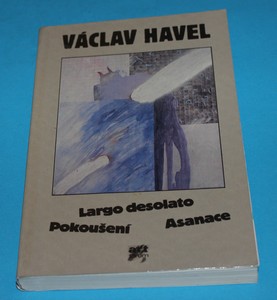 VÁCLAV HAVEL
Largo desolato
Pokoušení Asanace